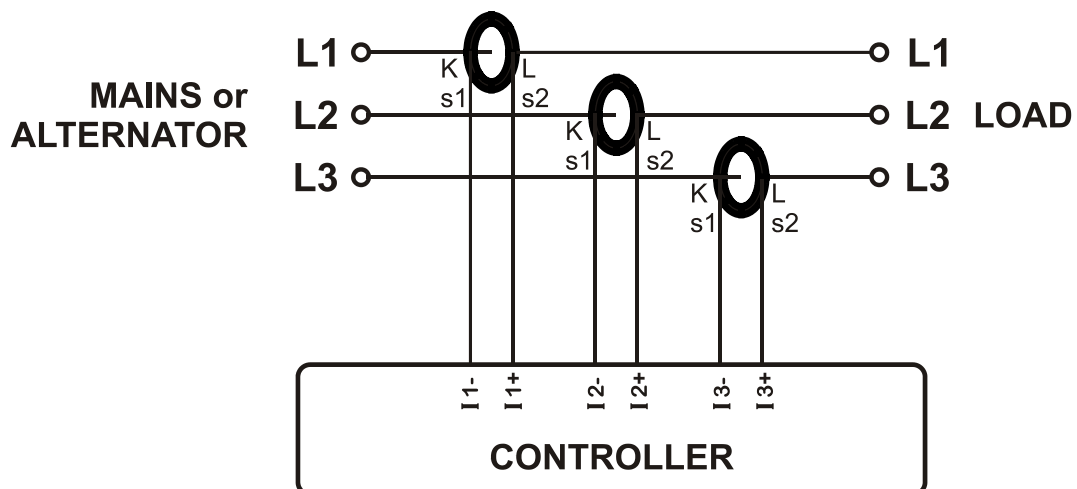 L1
L1
K
L
MAINS or
ALTERNATOR
s1
s2
L2
L2 LOAD
K
L
s1
s2
L3
L3
K
L
s1
s2
I1-
I1+
I2-
I2+
I3-
I3+
CONTROLLER